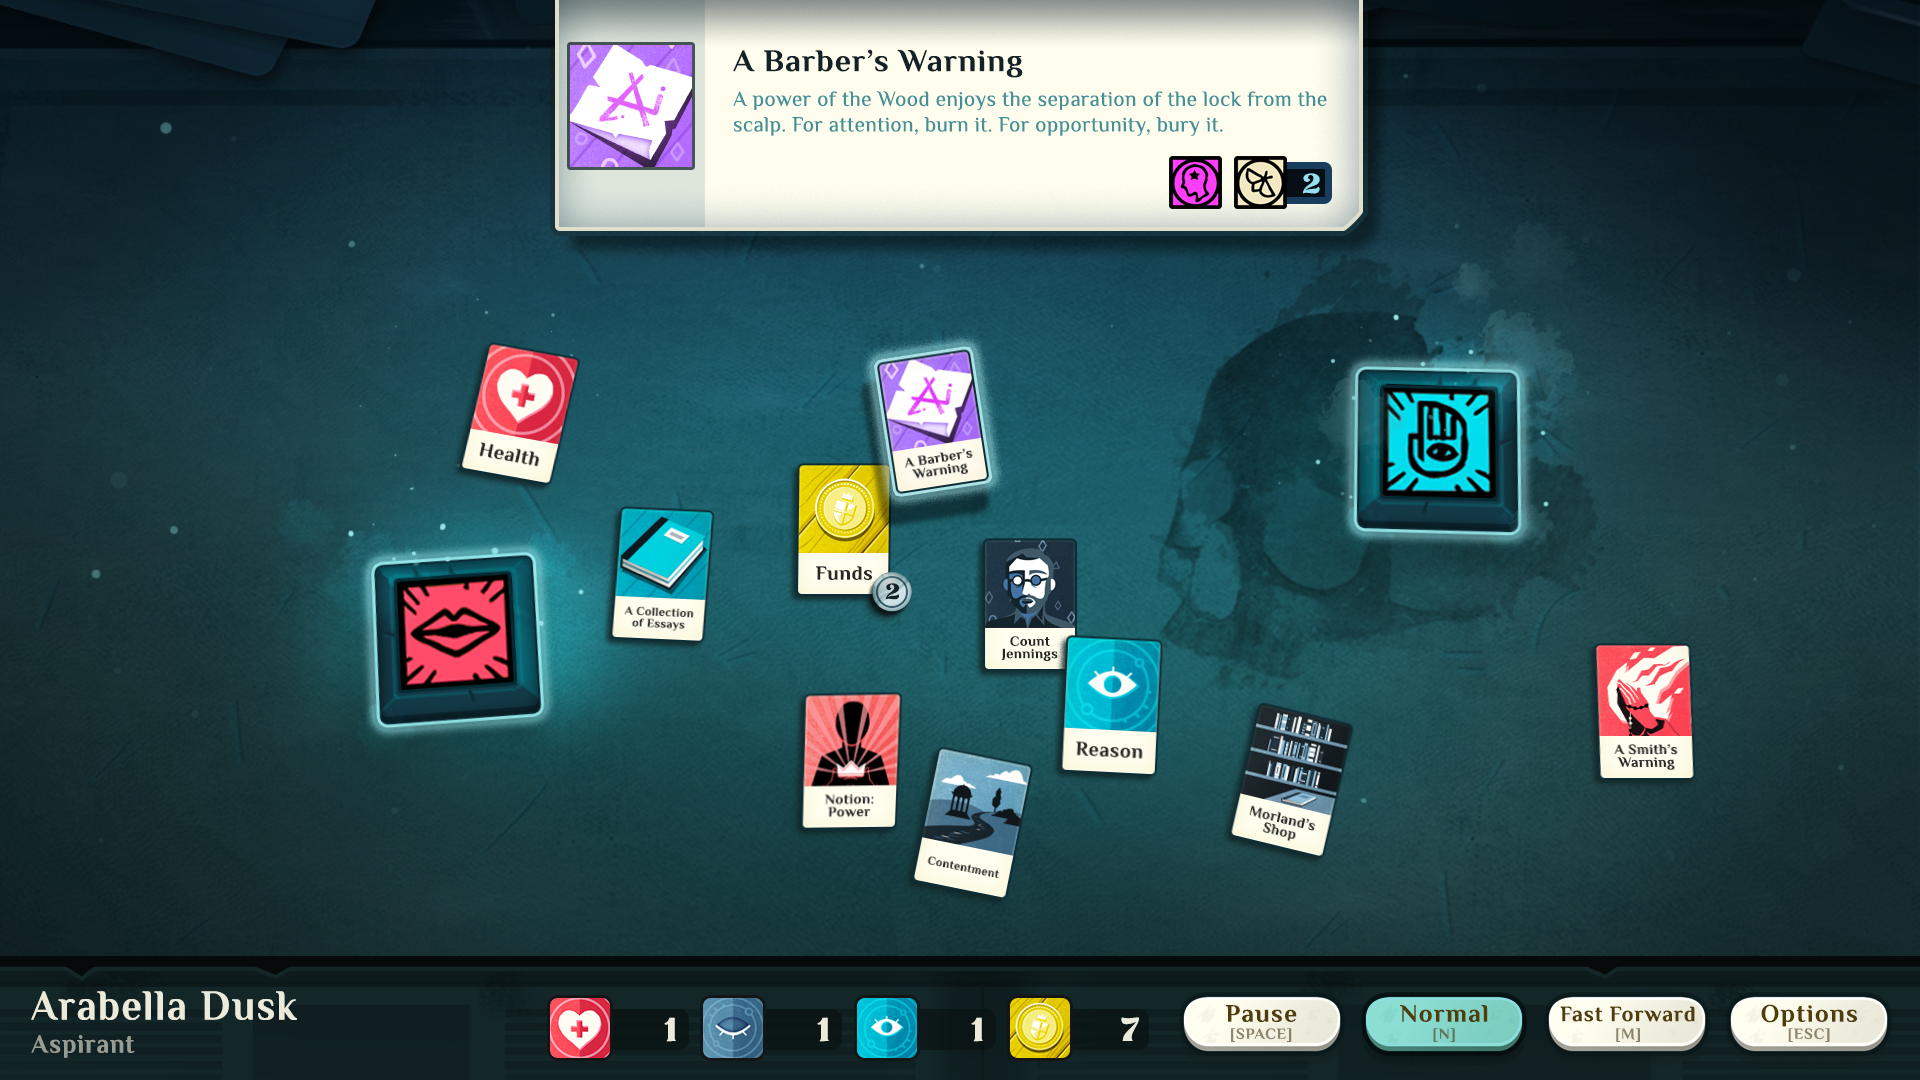 A Barber's Warning
A power of the Wood enjoys the separation of the lock from the
scalp. For attention, burn it. For opportunity, bury it.
2
Health
A Barber's
Warning
Funds
2
A Collection
of Essays
Count
Jennings
Reason
Notion:
Power
Contentment
Morland's
Shop
A Smith's
Warning
Arabella Dusk
Aspirant
1
1
1
7
Pause
[SPACE]
Normal
[N]
Fast Forward
[M]
Options
[ESC]